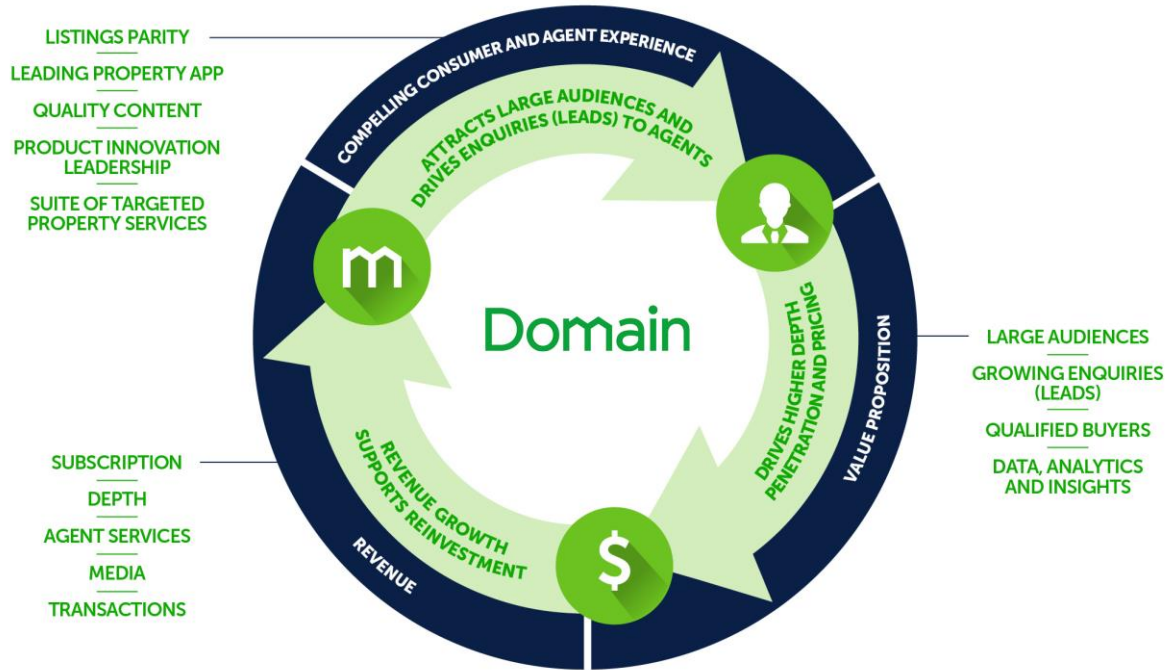 LISTINGS PARITY
LEADING PROPERTY APP
QUALITY CONTENT
PRODUCT INNOVATION
LEADERSHIP
SUITE OF TARGETED
PROPERTY SERVICES
COMPELLING CONSUMER AND AGENT EXPERIENCE
ATTRACTS LARGE AUDIENCES AND
DRIVES ENQUIRIES (LEADS) TO AGENTS
m
Domain
DRIVES HIGHER DEPTH
PENETRATION AND PRICING
VALUE PROPOSITION
LARGE AUDIENCES
GROWING ENQUIRIES
(LEADS)
QUALIFIED BUYERS
DATA, ANALYTICS
AND INSIGHTS
$
REVENUE GROWTH
SUPPORTS REINVESTMENT
REVENUE
SUBSCRIPTION
DEPTH
AGENT SERVICES
MEDIA
TRANSACTIONS